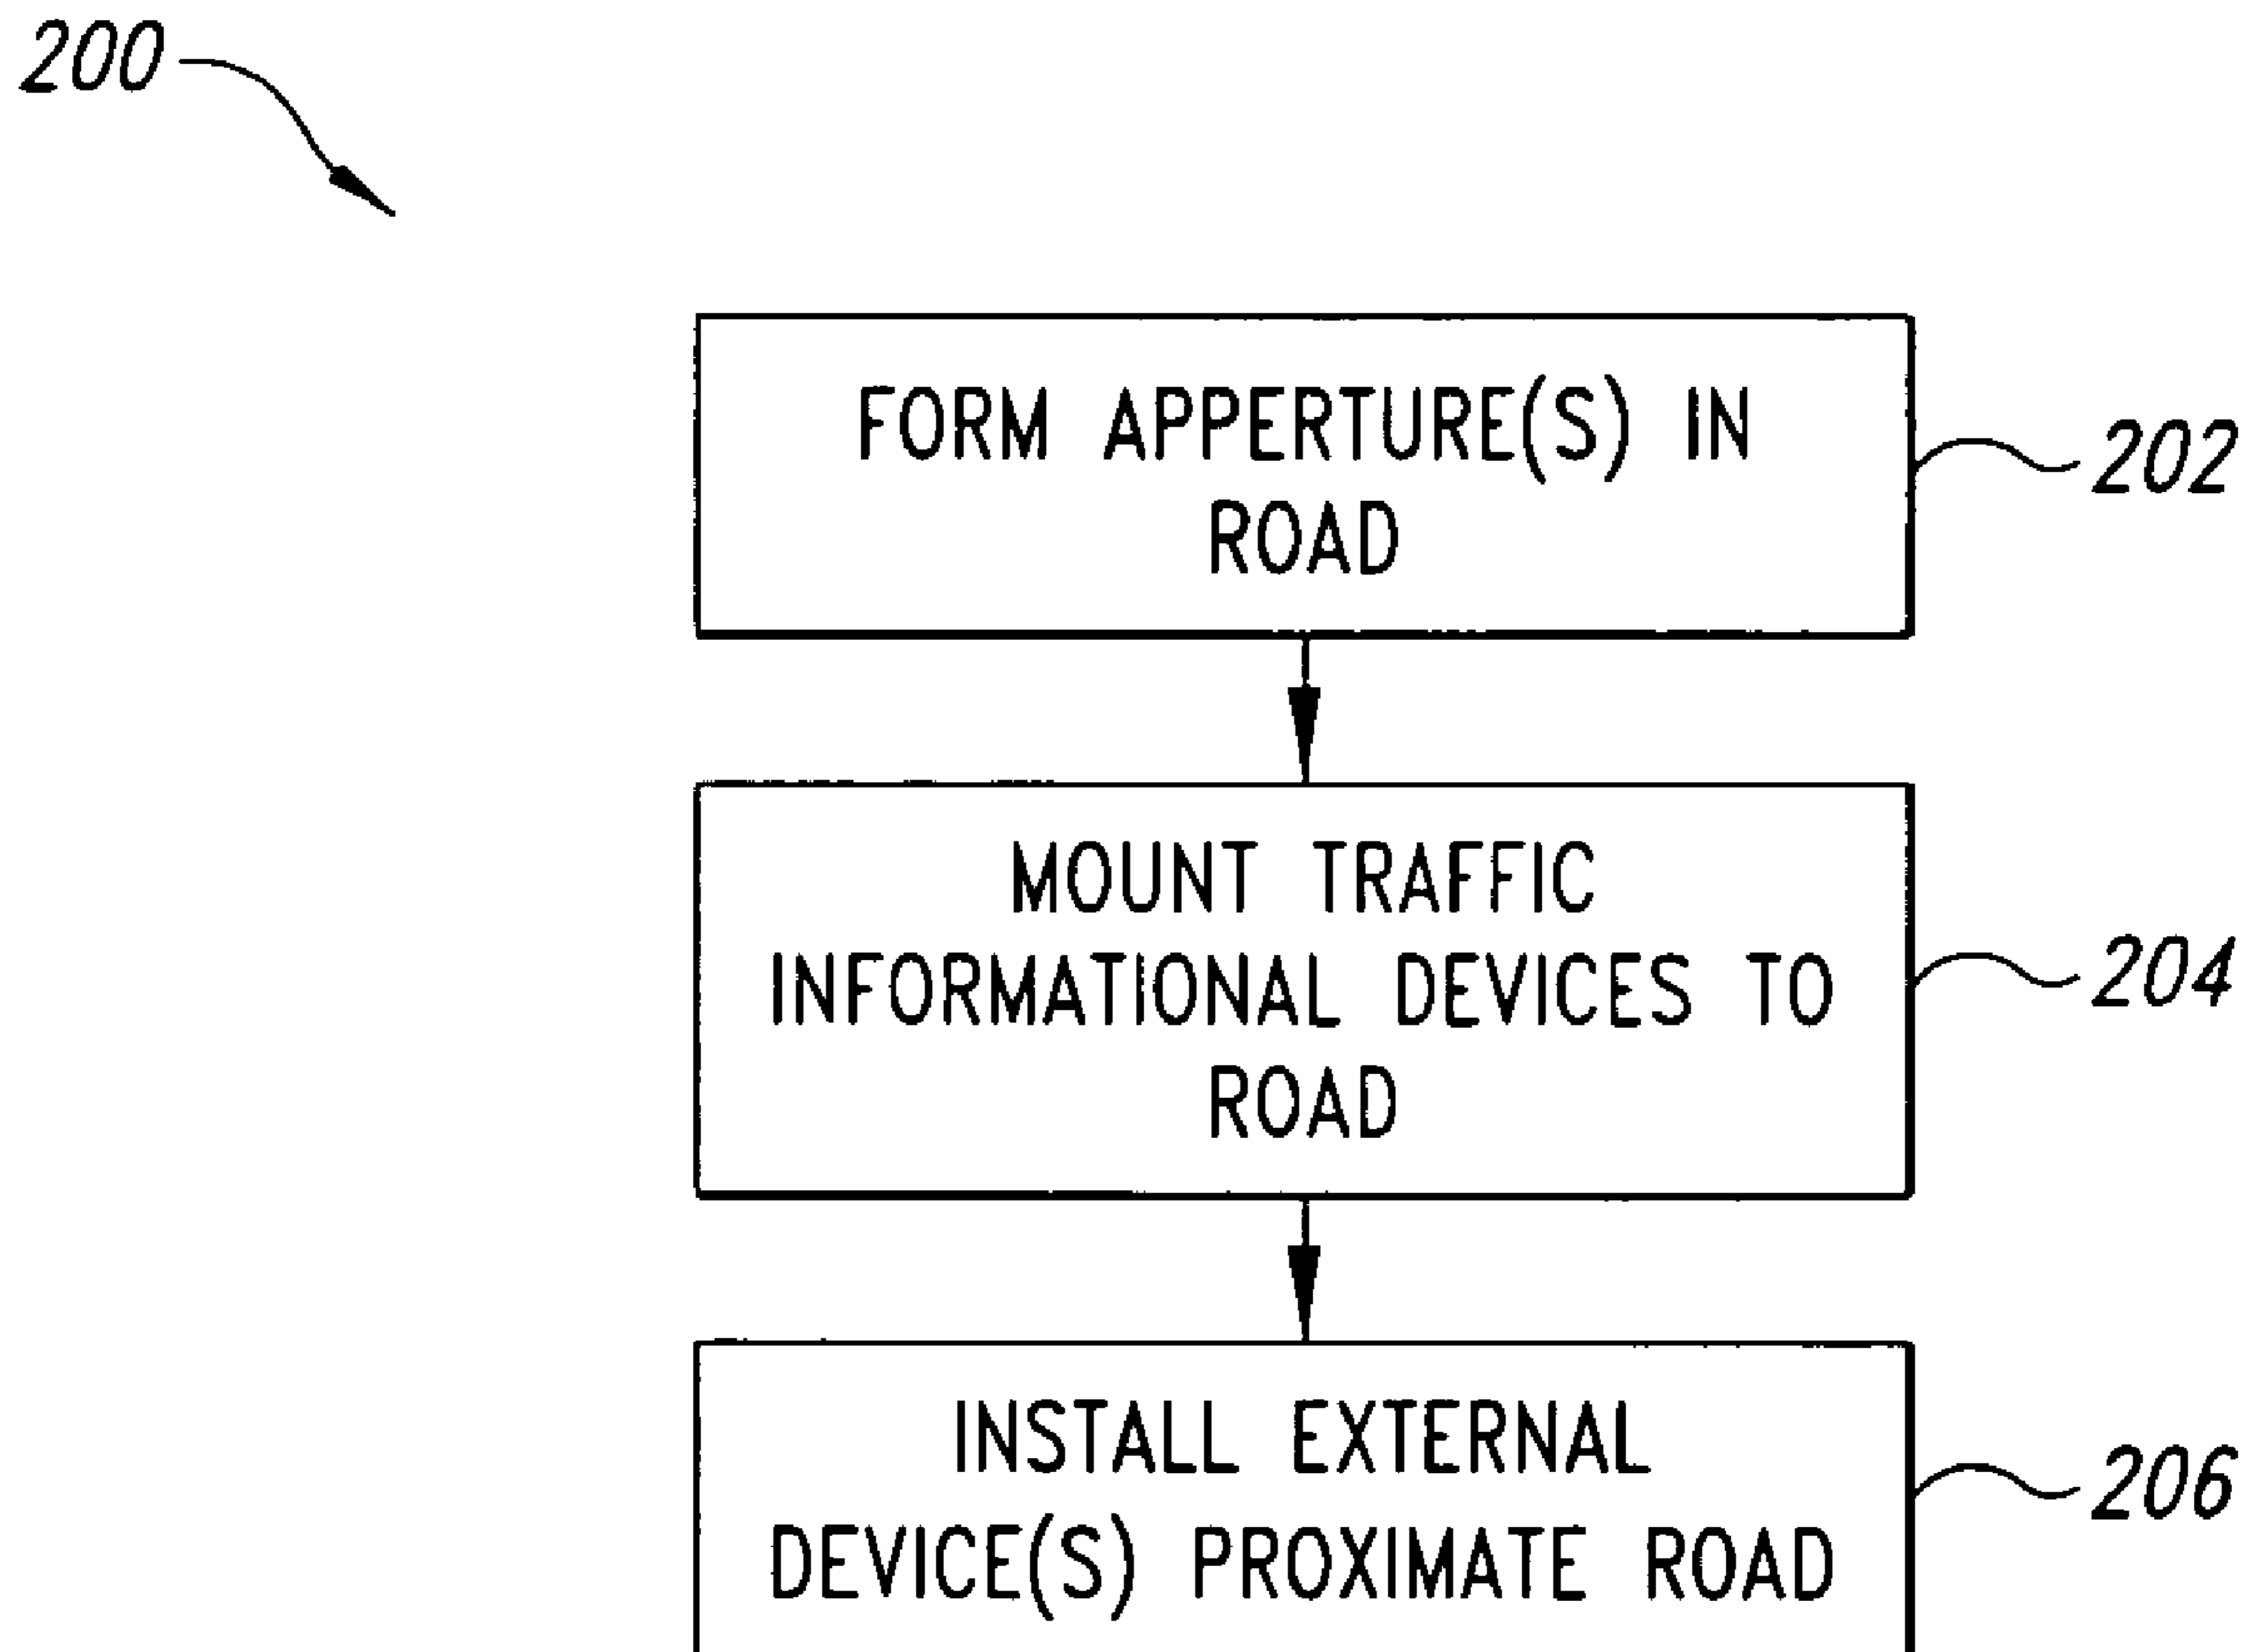 200
FORM APPERTURE(S) IN
ROAD
202
MOUNT TRAFFIC
INFORMATIONAL DEVICES TO
ROAD
204
INSTALL EXTERNAL
DEVICE(S) PROXIMATE ROAD
206